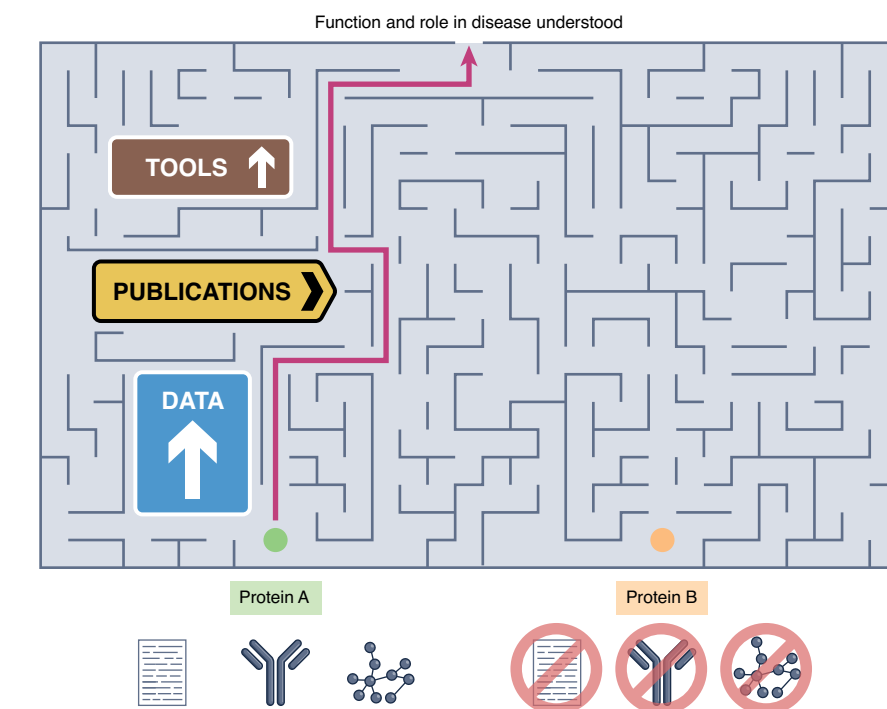 Function and role in disease understood
TOOLS
PUBLICATIONS
DATA
Protein A
Protein B